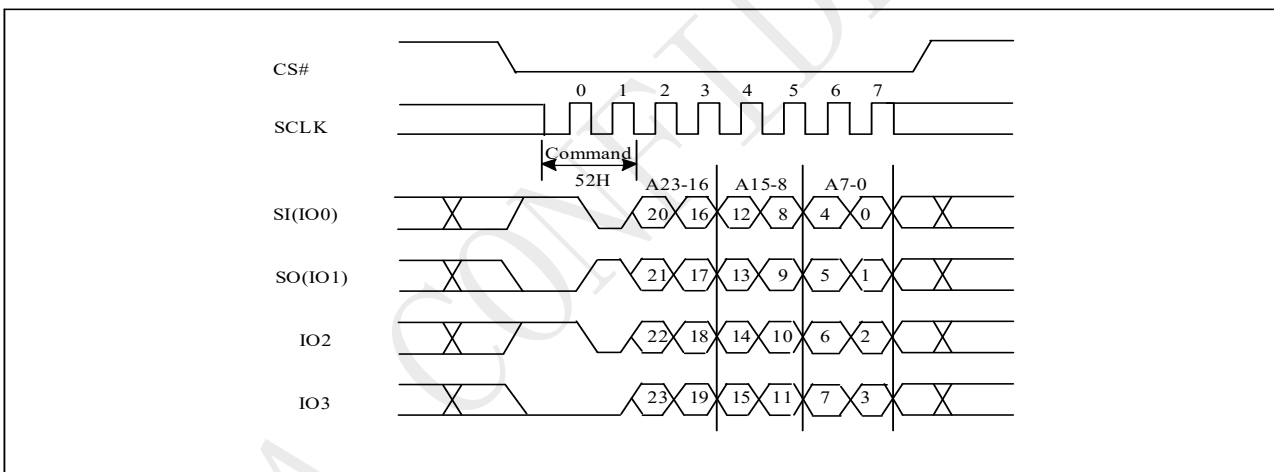 CS#
0 1 2 3 4 5 6 7
SCLK
Command
52H
A23-16 A15-8 A7-0
SI(IO0) 20 16 12 8 4 0
SO(IO1) 21 17 13 9 5 1
IO2 22 18 14 10 6 2
IO3 23 19 15 11 7 3